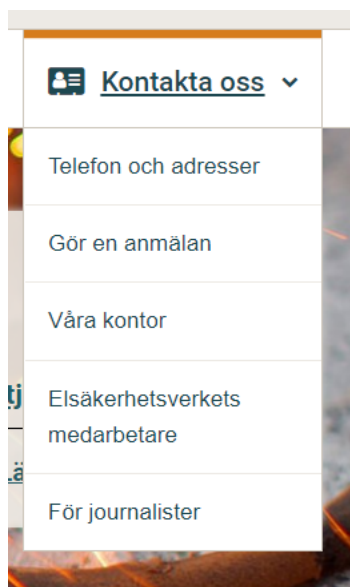 Kontakta oss
Telefon och adresser
Gör en anmälan
Våra kontor
Elsäkerhetsverkets
medarbetare
För journalister